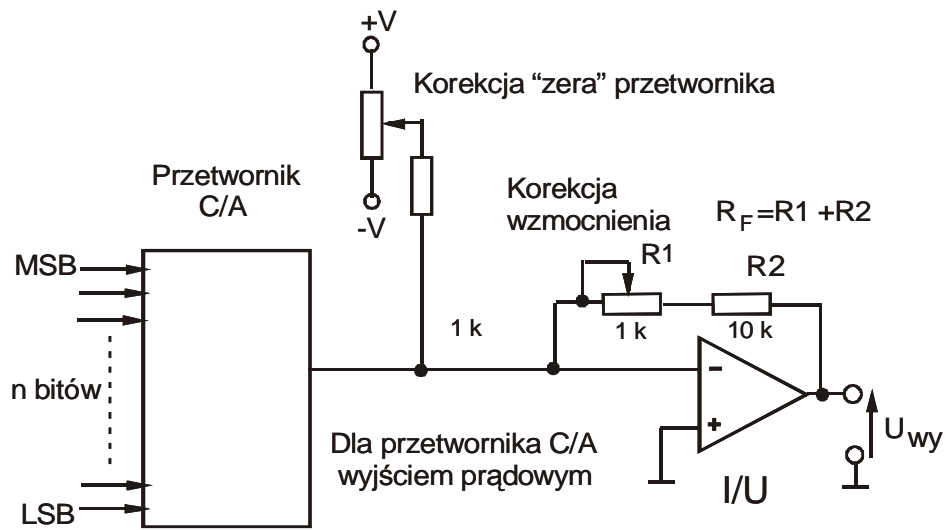 +V
Korekcja “zera” przetwornika
-V
Przetwornik
C/A
Korekcja
wzmocnienia
R1
R F =R1 +R2
R2
MSB
1 k
1 k
10 k
n bitów
-
+
U wy
Dla przetwornika C/A
wyjściem prądowym
I/U
LSB